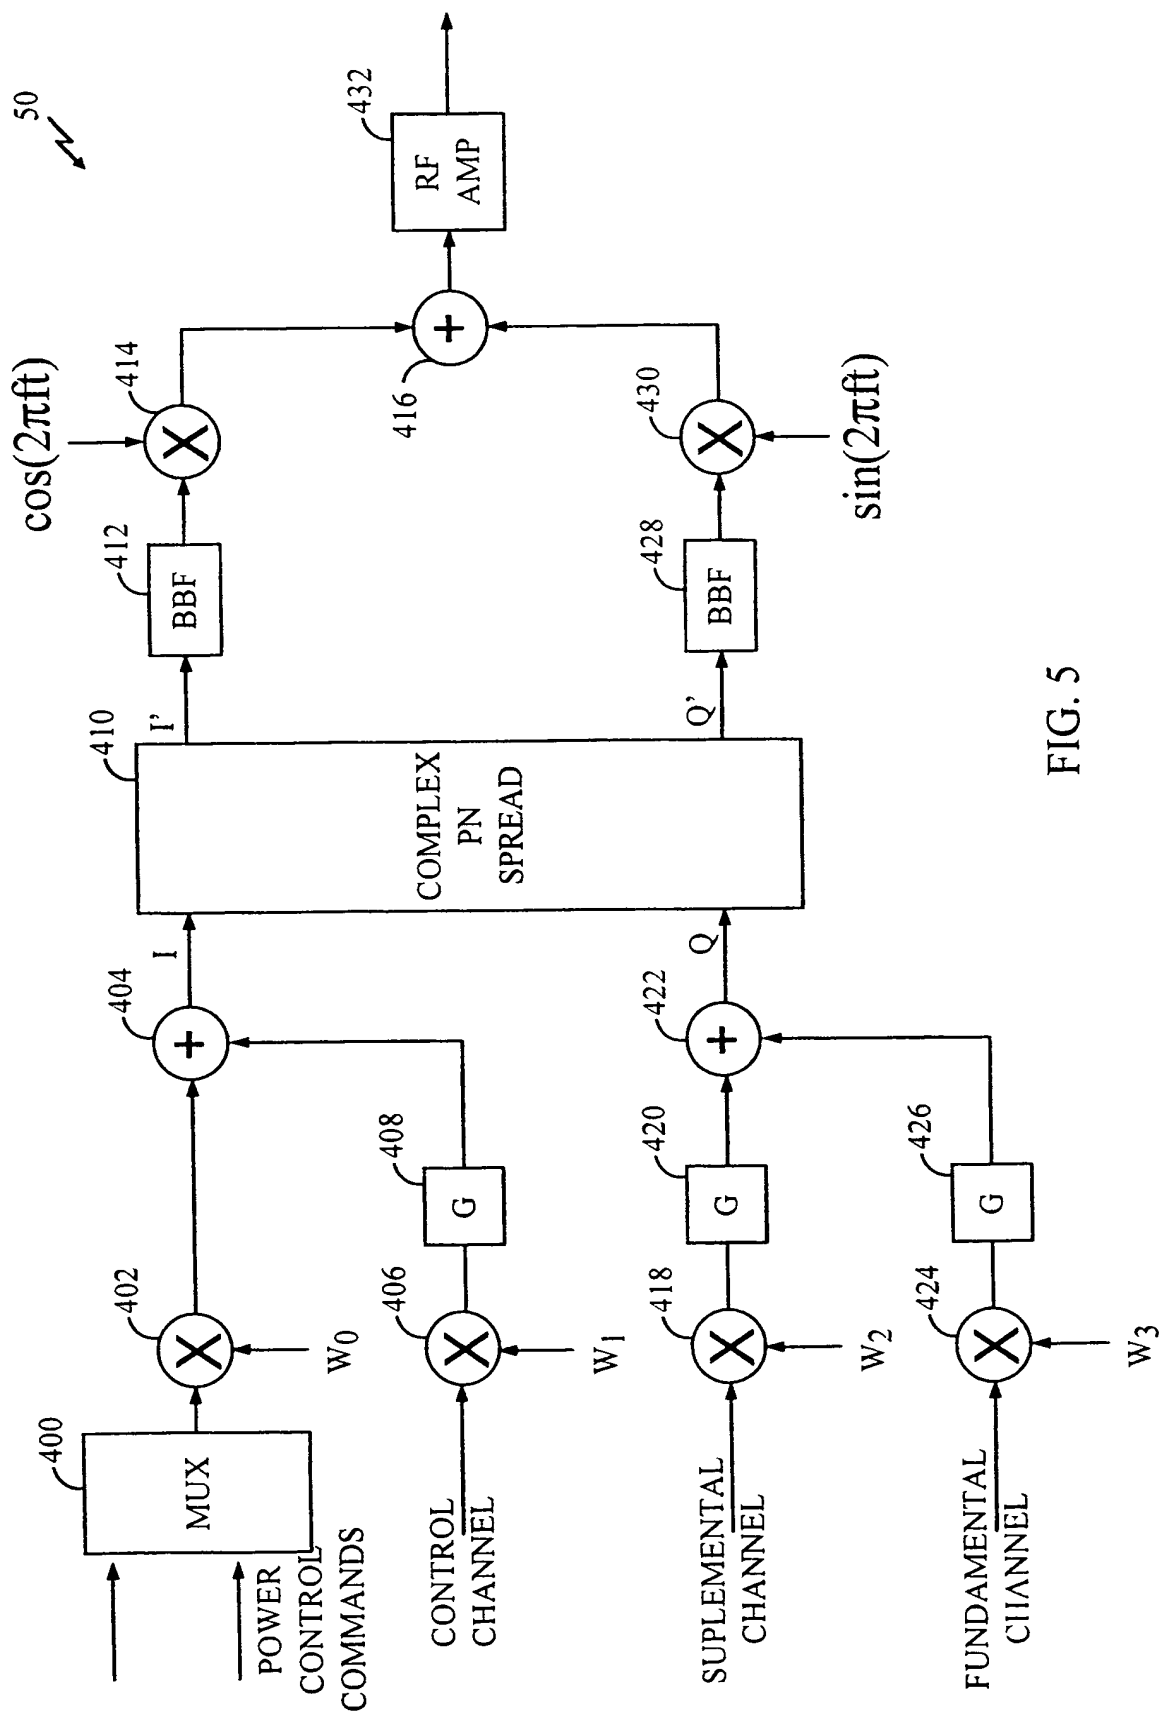 50
400
MUX
POWER
CONTROL
COMMANDS
402
W0
404
I
CONTROL
CHANNEL
406
W1
408
G
410
COMPLEX
PN
SPREAD
I'
412
BBF
cos(2πft)
414
416
RF
AMP
432
SUPLEMENTAL
CHANNEL
418
W2
420
G
422
Q
Q'
428
BBF
430
sin(2πft)
FUNDAMENTAL
CHANNEL
424
W3
426
G
FIG. 5